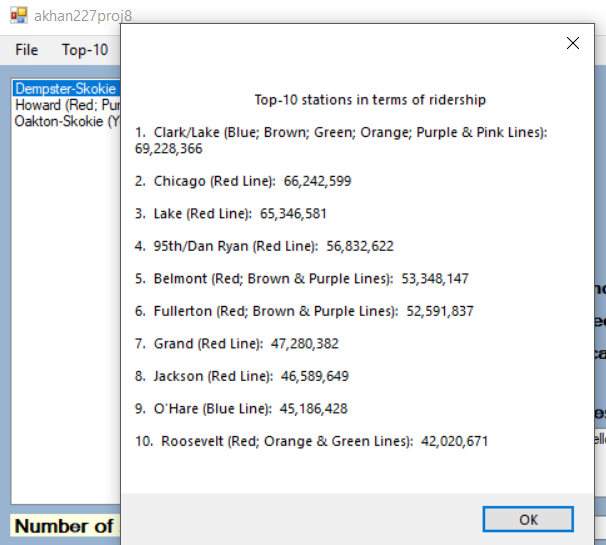 akhan227proj8
File Top-10
Dempster-Skokie
Howard (Red; Pur
Oakton-Skokie (Y
Top-10 stations in terms of ridership
1. Clark/Lake (Blue; Brown; Green; Orange; Purple & Pink Lines):
69,228,366
2. Chicago (Red Line): 66,242,599
3. Lake (Red Line): 65,346,581
4. 95th/Dan Ryan (Red Line): 56,832,622
5. Belmont (Red; Brown & Purple Lines): 53,348,147
6. Fullerton (Red; Brown & Purple Lines): 52,591,837
7. Grand (Red Line): 47,280,382
8. Jackson (Red Line): 46,589,649
9. O'Hare (Blue Line): 45,186,428
10. Roosevelt (Red; Orange & Green Lines): 42,020,671
OK
Number of